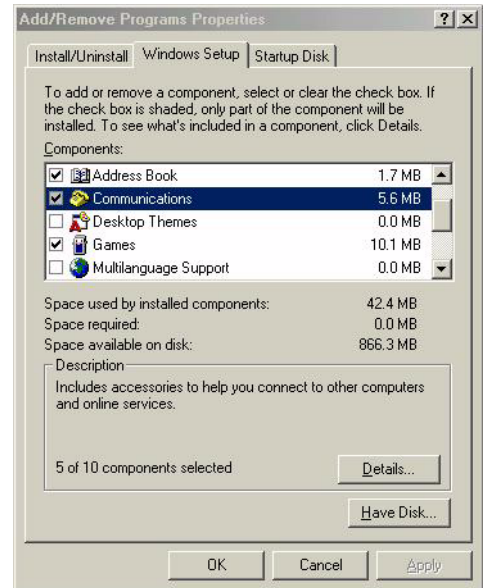 Add/Remove Programs Properties
Install/Uninstall Windows Setup Startup Disk
To add or remove a component, select or clear the check box. If
the check box is shaded, only part of the component will be
installed. To see what's included in a component, click Details.
Components:
Address Book 1.7 MB
Communications 5.6 MB
Desktop Themes 0.0 MB
Games 10.1 MB
Multilanguage Support 0.0 MB
Space used by installed components: 42.4 MB
Space required: 0.0 MB
Space available on disk: 866.3 MB
Description
Includes accessories to help you connect to other computers
and online services.
5 of 10 components selected Details...
Have Disk...
OK Cancel Apply